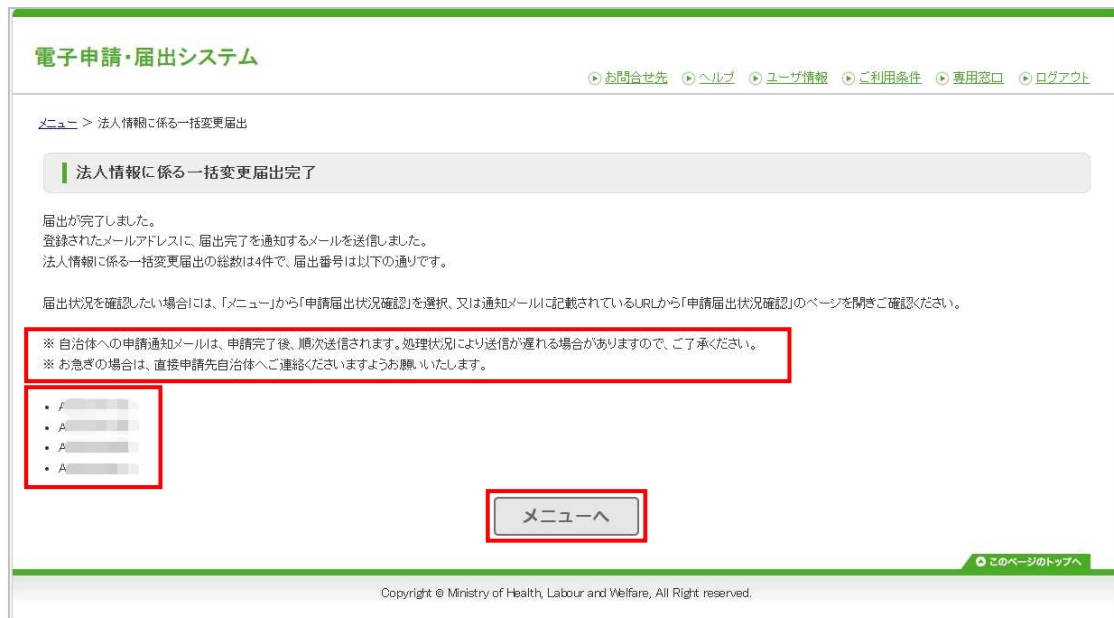 電子申請・届出システム
お問合せ先 ヘルプ ユーザ情報 ご利用条件 専用窓口 ログアウト
メニュー > 法人情報に係る一括変更届出
法人情報に係る一括変更届出完了
届出が完了しました。
登録されたメールアドレスに、届出完了を通知するメールを送信しました。
法人情報に係る一括変更届出の総数は4件で、届出番号は以下の通りです。
届出状況を確認したい場合には、「メニュー」から「申請届出状況確認」を選択、又は通知メールに記載されているURLから「申請届出状況確認」のページを開きご確認ください。
※ 自治体への申請通知メールは、申請完了後、順次送信されます。処理状況により送信が遅れる場合がありますので、ご了承ください。
※ お急ぎの場合は、直接申請先自治体へご連絡くださいますようお願いいたします。
• A
• A
• A
• A
メニューへ
このページのトップへ
Copyright © Ministry of Health, Labour and Welfare, All Right reserved.